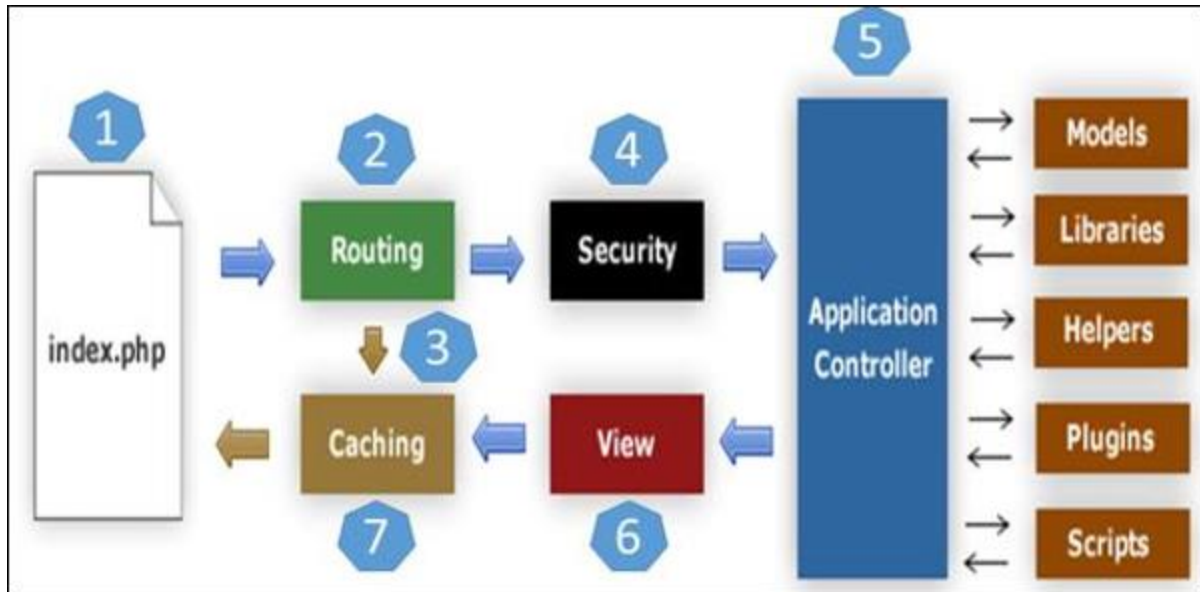 1
index.php
2
Routing
3
4
Security
5
Application
Controller
Models
Libraries
Helpers
Plugins
Scripts
View
6
Caching
7